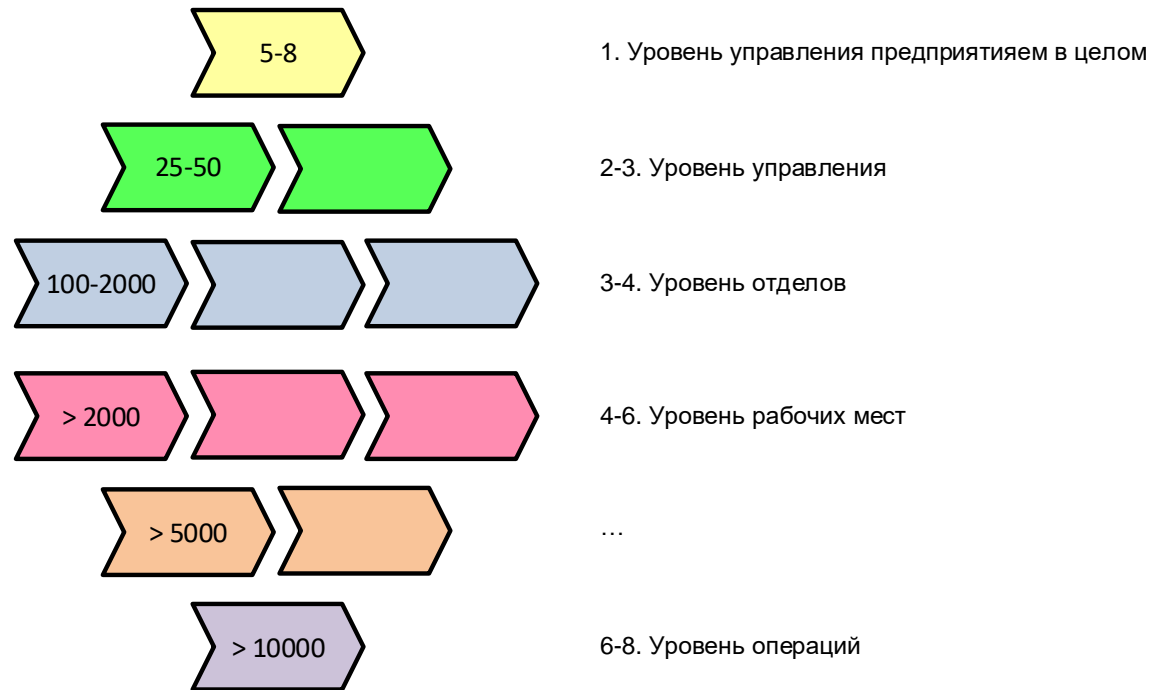 5-8
1. Уровень управления предприятияем в целом
25-50
2-3. Уровень управления
100-2000
3-4. Уровень отделов
> 2000
4-6. Уровень рабочих мест
> 5000
…
> 10000
6-8. Уровень операций